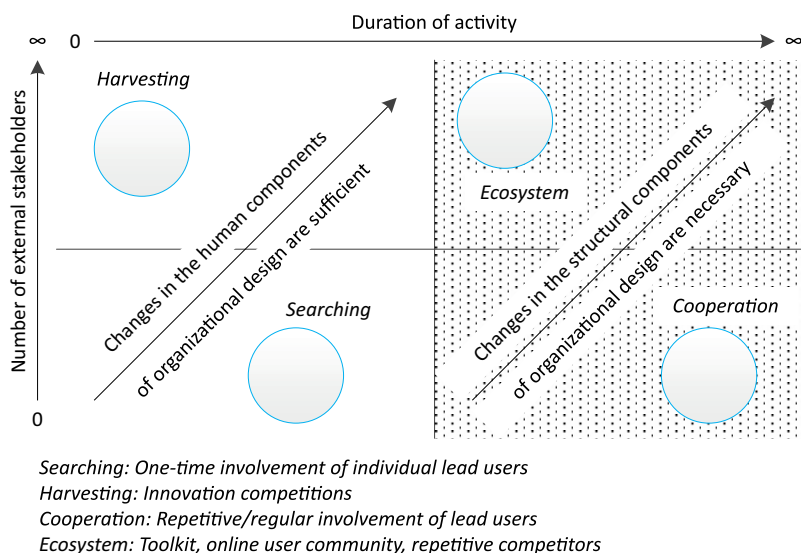 Duration of activity
∞ 0 ∞
Harvesting
Number of external stakeholders
Changes in the human components
of organizational design are sufficient
Ecosystem
Changes in the structural components
of organizational design are necessary
Searching
Cooperation
0
Searching: One-time involvement of individual lead users
Harvesting: Innovation competitions
Cooperation: Repetitive/regular involvement of lead users
Ecosystem: Toolkit, online user community, repetitive competitors